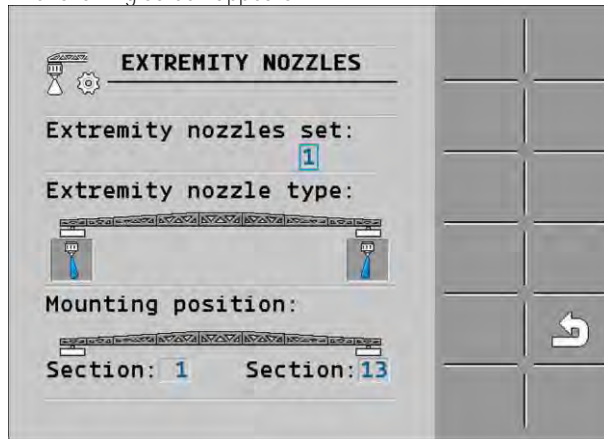 EXTREMITY NOZZLES
Extremity nozzles set:
1
Extremity nozzle type:
Mounting position:
Section: 1 Section: 13